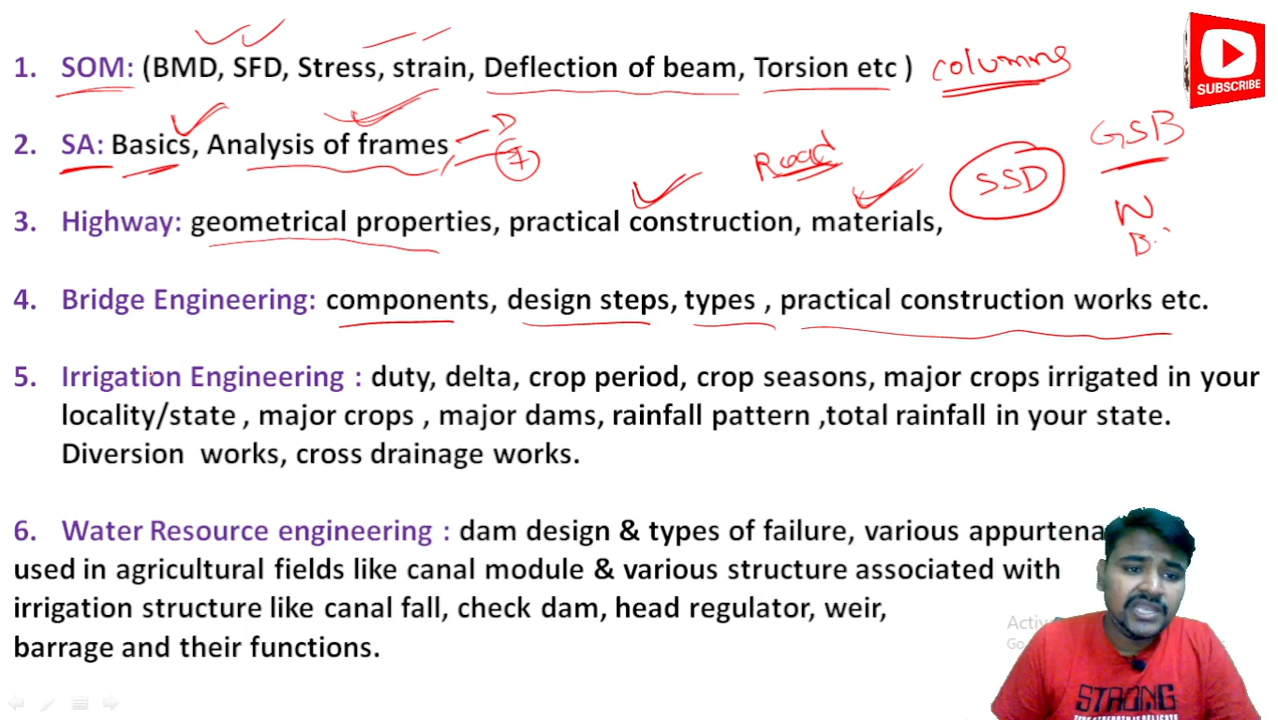 1. SOM: (BMD, SFD, Stress, strain, Deflection of beam, Torsion etc ) columns
SUBSCRIBE
2. SA: Basics, Analysis of frames
D
Road
SSD
GSB
3. Highway: geometrical properties, practical construction, materials,
4. Bridge Engineering: components, design steps, types , practical construction works etc.
5. Irrigation Engineering : duty, delta, crop period, crop seasons, major crops irrigated in your
locality/state , major crops , major dams, rainfall pattern ,total rainfall in your state.
Diversion works, cross drainage works.
6. Water Resource engineering : dam design & types of failure, various appurtena
used in agricultural fields like canal module & various structure associated with
irrigation structure like canal fall, check dam, head regulator, weir,
barrage and their functions.
Activ
Go
STRONG